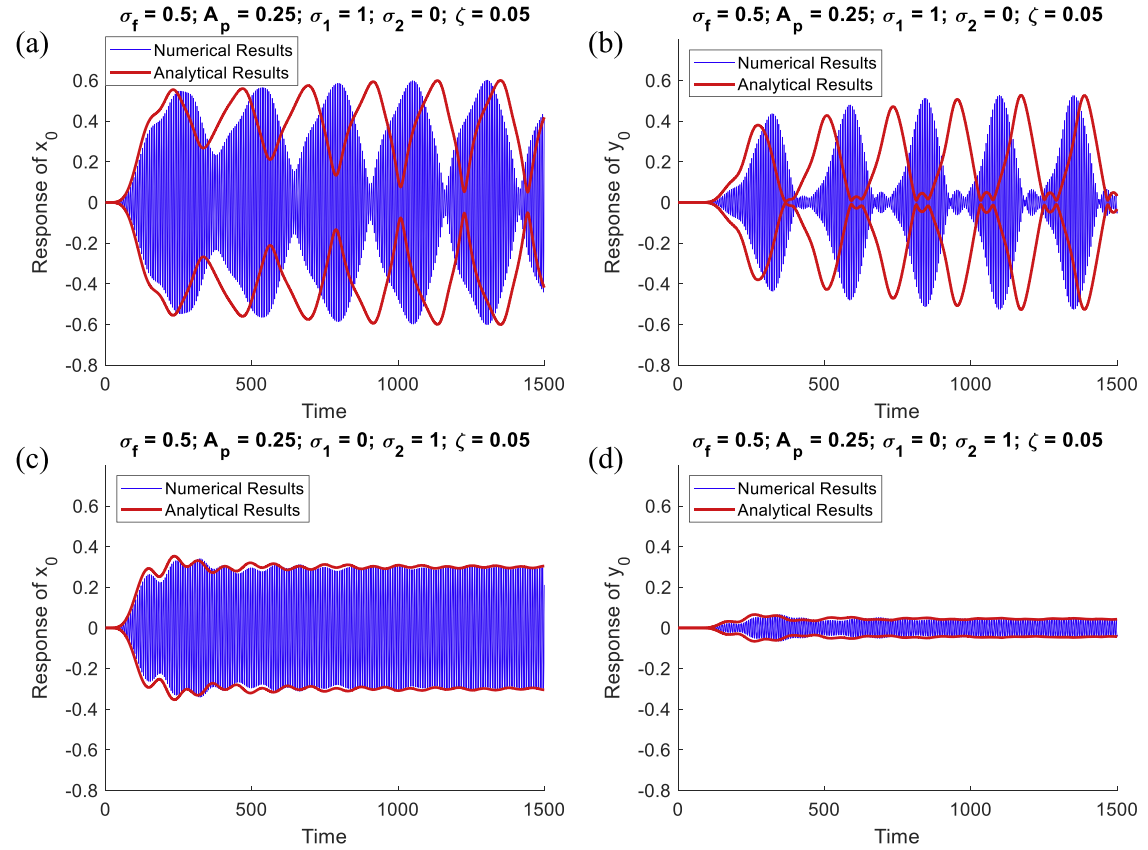 (a)
σf = 0.5; Ap = 0.25; σ1 = 1; σ2 = 0; ζ = 0.05
Numerical Results
Analytical Results
0.6
0.4
0.2
0
-0.2
-0.4
-0.6
-0.8
Response of x0
0 500 1000 1500
Time
(b)
σf = 0.5; Ap = 0.25; σ1 = 1; σ2 = 0; ζ = 0.05
Numerical Results
Analytical Results
0.6
0.4
0.2
0
-0.2
-0.4
-0.6
-0.8
Response of y0
0 500 1000 1500
Time
(c)
σf = 0.5; Ap = 0.25; σ1 = 0; σ2 = 1; ζ = 0.05
Numerical Results
Analytical Results
0.6
0.4
0.2
0
-0.2
-0.4
-0.6
-0.8
Response of x0
0 500 1000 1500
Time
(d)
σf = 0.5; Ap = 0.25; σ1 = 0; σ2 = 1; ζ = 0.05
Numerical Results
Analytical Results
0.6
0.4
0.2
0
-0.2
-0.4
-0.6
-0.8
Response of y0
0 500 1000 1500
Time